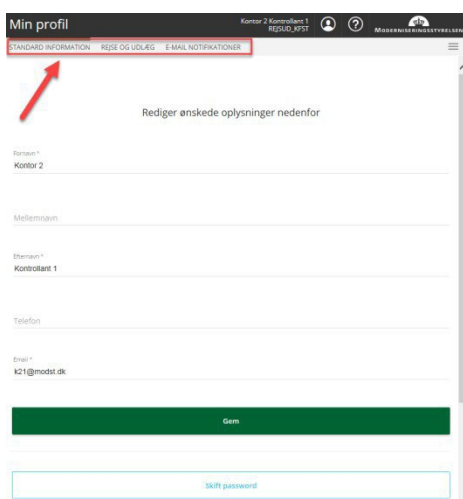 Min profil
Kontor 2 Kontrollant 1
REJSUD_KFST
MODERNISERINGSSTYRELSEN
STANDARD INFORMATION REJSE OG UDLÆG E-MAIL NOTIFIKATIONER
Rediger ønskede oplysninger nedenfor
Fornavn *
Kontor 2
Mellemnavn
Efternavn *
Kontrollant 1
Telefon
Email *
k21@modst.dk
Gem
Skift password